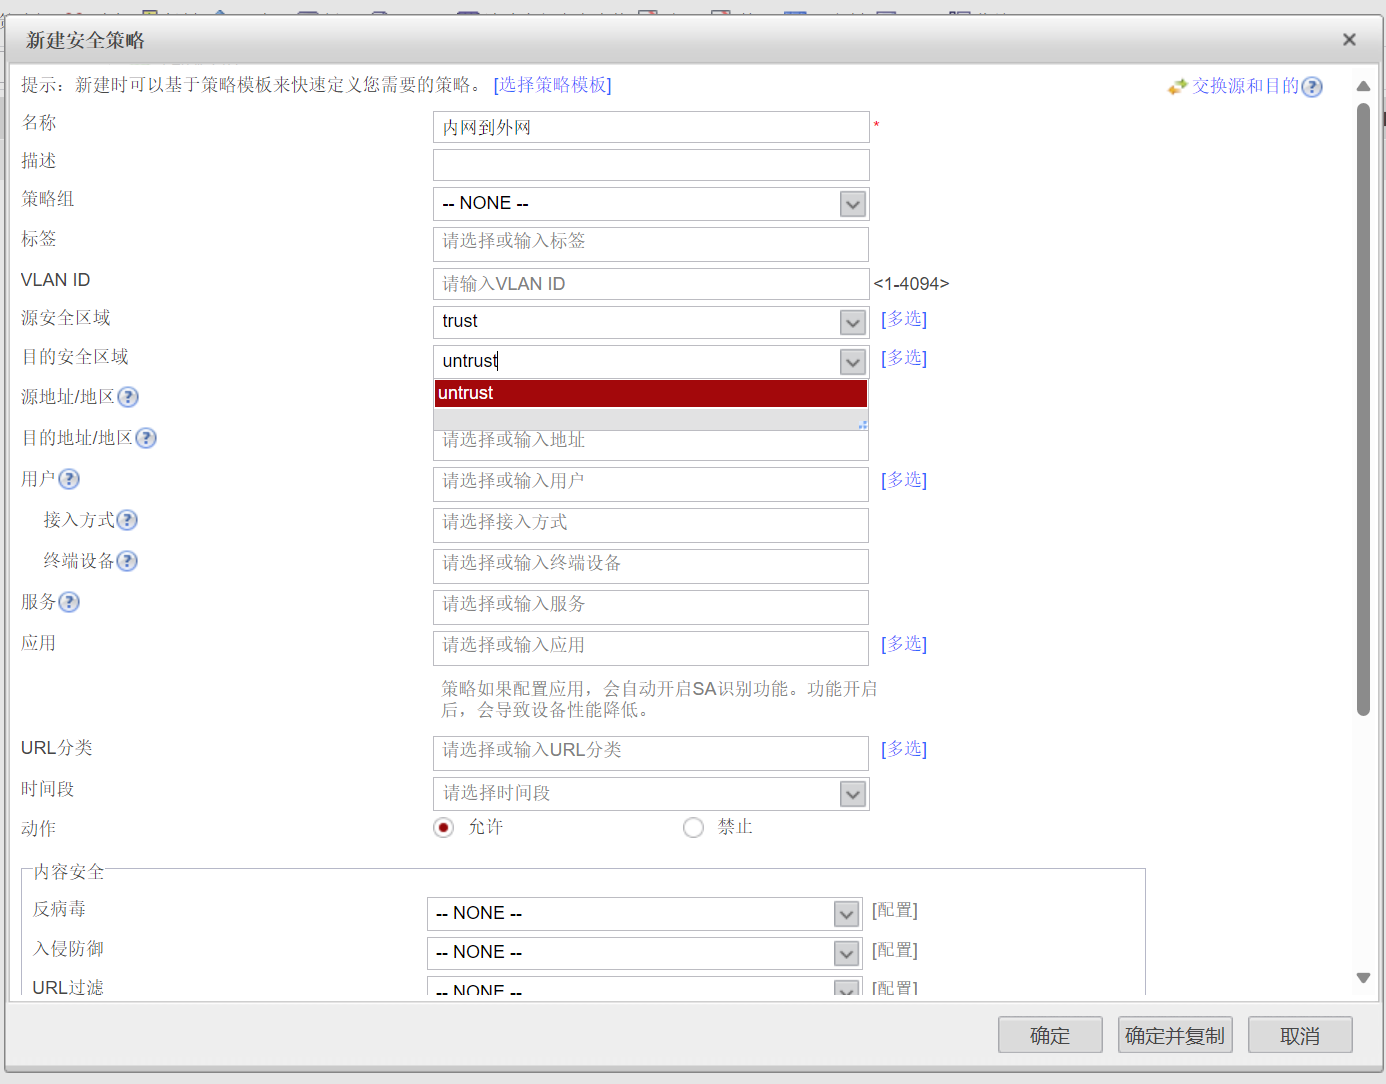 新建安全策略
提示：新建时可以基于策略模板来快速定义您需要的策略。 [选择策略模板] 交换源和目的
名称 内网到外网 *
描述
策略组 -- NONE --
标签 请选择或输入标签
VLAN ID 请输入VLAN ID <1-4094>
源安全区域 trust [多选]
目的安全区域 untrust [多选]
源地址/地区 untrust
目的地址/地区 请选择或输入地址
用户 请选择或输入用户 [多选]
接入方式 请选择接入方式
终端设备 请选择或输入终端设备
服务 请选择或输入服务
应用 请选择或输入应用 [多选]
策略如果配置应用，会自动开启SA识别功能。功能开启
后，会导致设备性能降低。
URL分类 请选择或输入URL分类 [多选]
时间段 请选择时间段
动作 允许 禁止
内容安全
反病毒 -- NONE -- [配置]
入侵防御 -- NONE -- [配置]
URL过滤 -- NONE -- [配置]
确定 确定并复制 取消